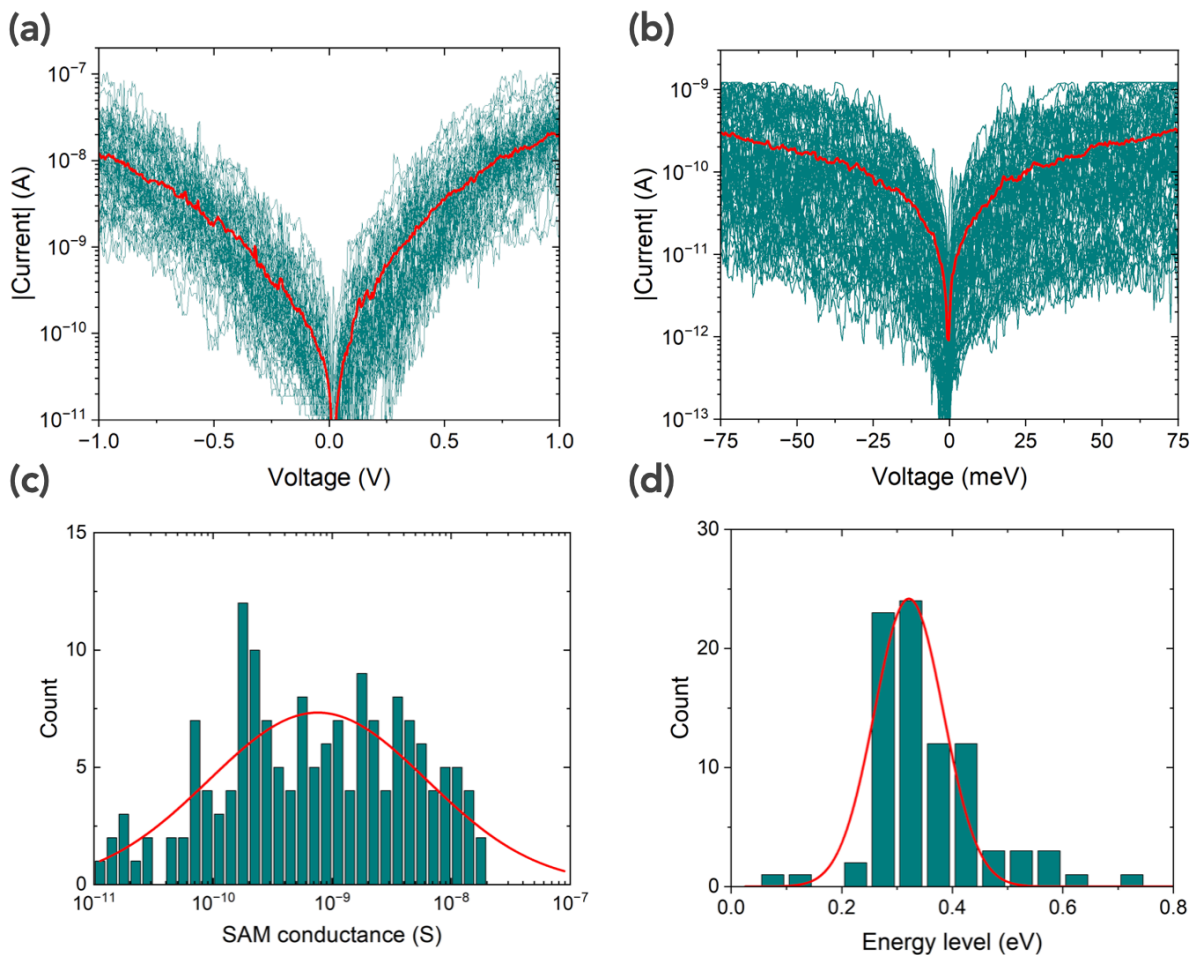 (a)
10⁻⁷
10⁻⁸
10⁻⁹
10⁻¹⁰
10⁻¹¹
|Current| (A)
−1.0 −0.5 0.0 0.5 1.0
Voltage (V)
(b)
10⁻⁹
10⁻¹⁰
10⁻¹¹
10⁻¹²
10⁻¹³
|Current| (A)
−75 −50 −25 0 25 50 75
Voltage (meV)
(c)
15
10
5
0
Count
10⁻¹¹ 10⁻¹⁰ 10⁻⁹ 10⁻⁸ 10⁻⁷
SAM conductance (S)
(d)
30
20
10
0
Count
0.0 0.2 0.4 0.6 0.8
Energy level (eV)